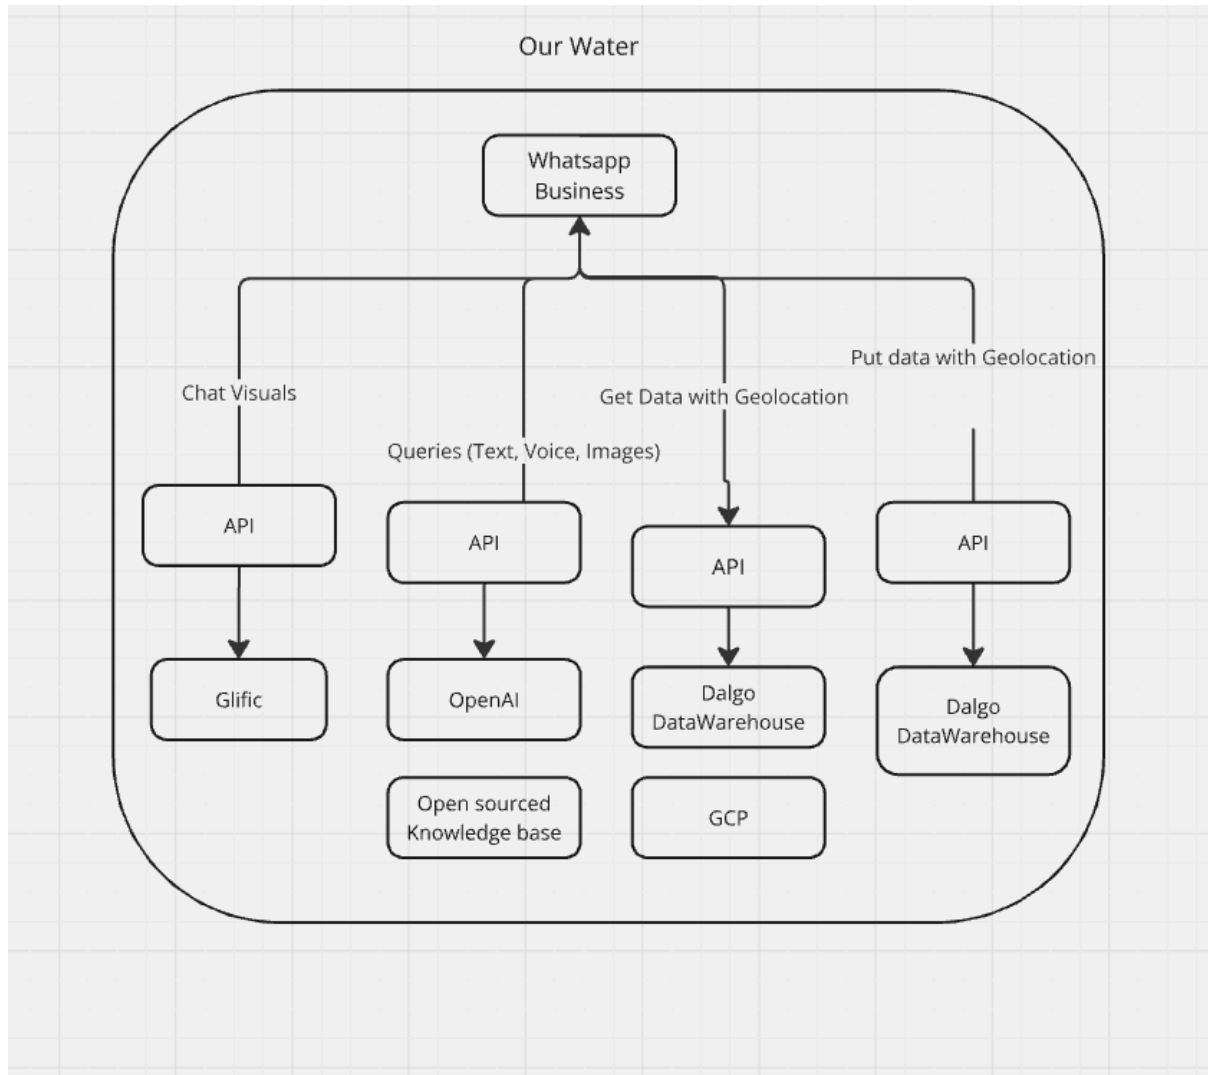 Our Water
Whatsapp
Business
Put data with Geolocation
Chat Visuals
Get Data with Geolocation
Queries (Text, Voice, Images)
API
API
API
API
Glific
OpenAI
Dalgo
DataWarehouse
Dalgo
DataWarehouse
Open sourced
Knowledge base
GCP